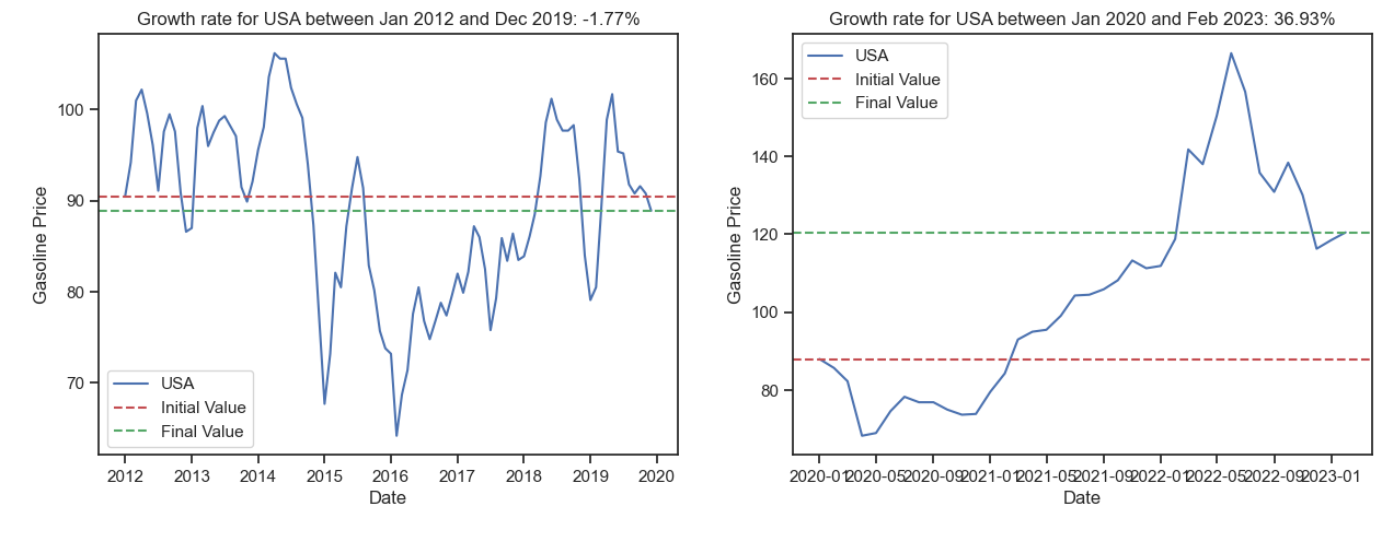 Growth rate for USA between Jan 2012 and Dec 2019: -1.77%
Gasoline Price
100
90
80
70
USA
Initial Value
Final Value
2012 2013 2014 2015 2016 2017 2018 2019 2020
Date
Growth rate for USA between Jan 2020 and Feb 2023: 36.93%
Gasoline Price
160
140
120
100
80
USA
Initial Value
Final Value
2020-01 2020-05 2020-09 2021-01 2021-05 2021-09 2022-01 2022-05 2022-09 2023-01
Date